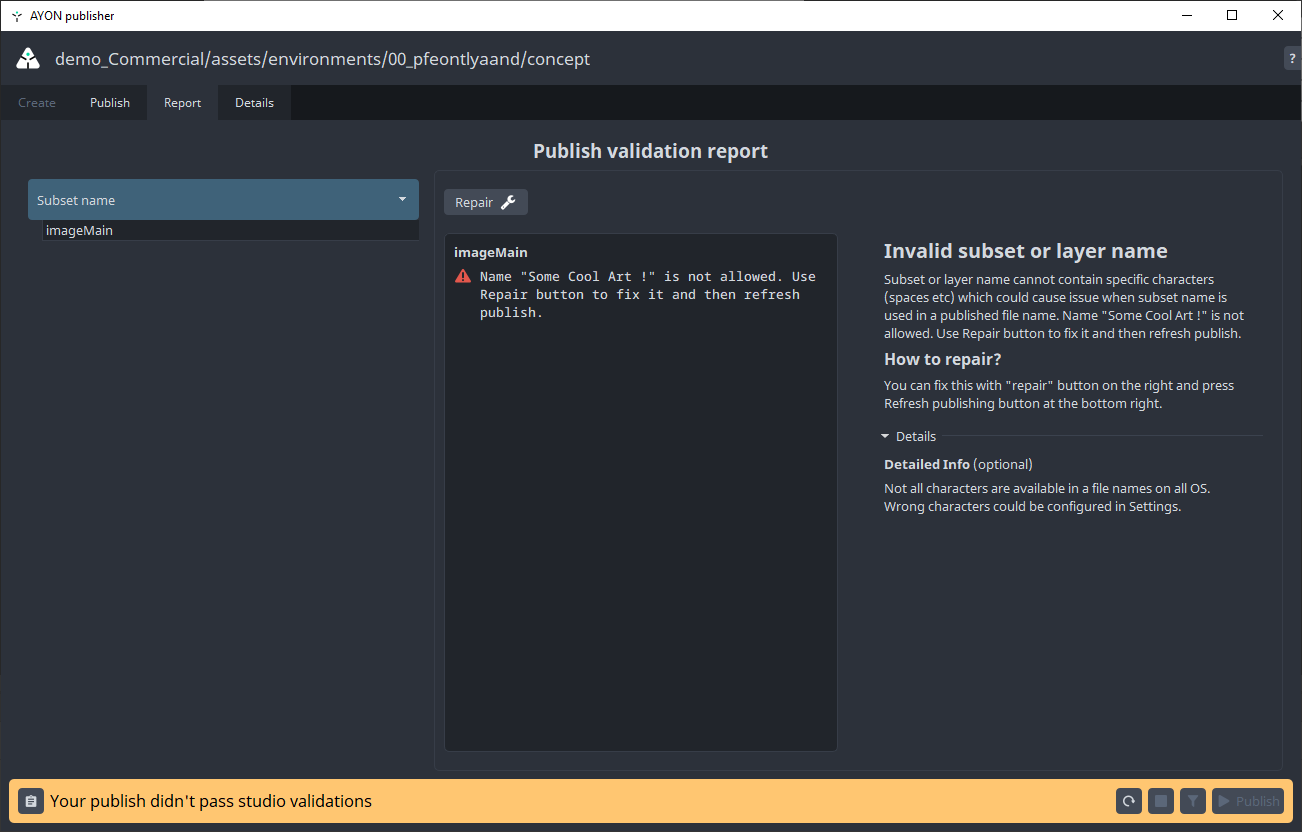 AYON publisher
demo_Commercial/assets/environments/00_pfeontlyaand/concept
?
Create
Publish
Report
Details
Publish validation report
Subset name
imageMain
Repair
imageMain
Name "Some Cool Art !" is not allowed. Use
Repair button to fix it and then refresh
publish.
Invalid subset or layer name
Subset or layer name cannot contain specific characters
(spaces etc) which could cause issue when subset name is
used in a published file name. Name "Some Cool Art !" is not
allowed. Use Repair button to fix it and then refresh publish.
How to repair?
You can fix this with "repair" button on the right and press
Refresh publishing button at the bottom right.
Details
Detailed Info (optional)
Not all characters are available in a file names on all OS.
Wrong characters could be configured in Settings.
Your publish didn't pass studio validations
Publish